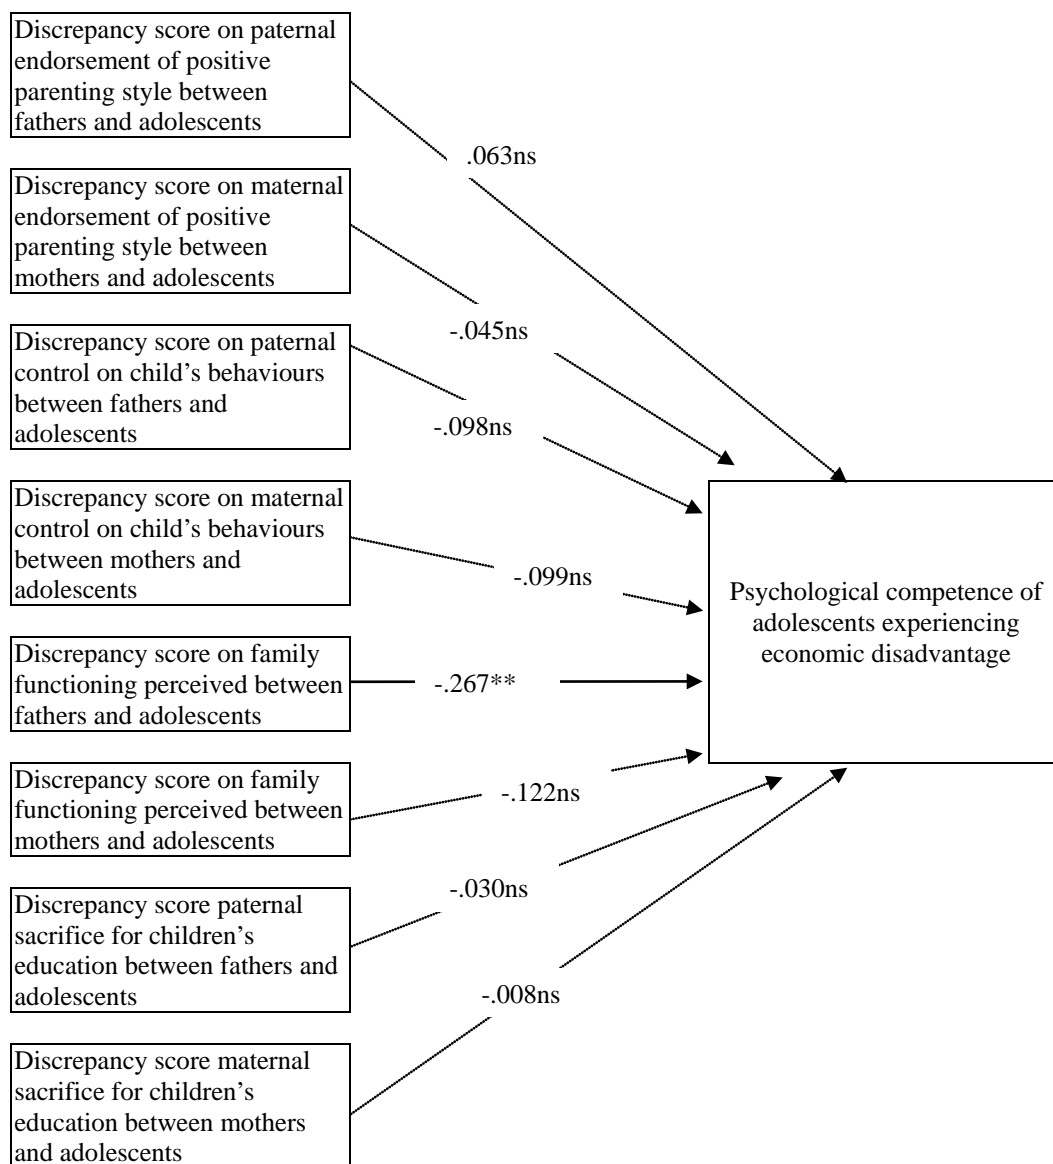 Discrepancy score on paternal
endorsement of positive
parenting style between
fathers and adolescents
.063ns
Discrepancy score on maternal
endorsement of positive
parenting style between
mothers and adolescents
-.045ns
Discrepancy score on paternal
control on child’s behaviours
between fathers and
adolescents
-.098ns
Discrepancy score on maternal
control on child’s behaviours
between mothers and
adolescents
-.099ns
Psychological competence of
adolescents experiencing
economic disadvantage
Discrepancy score on family
functioning perceived between
fathers and adolescents
-.267**
Discrepancy score on family
functioning perceived between
mothers and adolescents
-.122ns
Discrepancy score paternal
sacrifice for children’s
education between fathers and
adolescents
-.030ns
Discrepancy score maternal
sacrifice for children’s
education between mothers
and adolescents
-.008ns